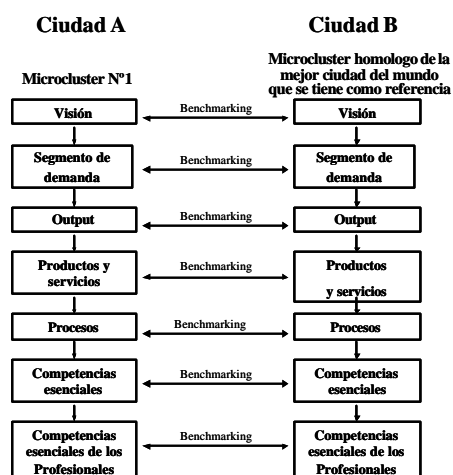 Ciudad A
Ciudad B
Microcluster Nº1
Microcluster homologo de la
mejor ciudad del mundo
que se tiene como referencia
Visión
Benchmarking
Visión
Segmento de
demanda
Benchmarking
Segmento de
demanda
Output
Benchmarking
Output
Productos y
servicios
Benchmarking
Productos
y servicios
Procesos
Benchmarking
Procesos
Competencias
esenciales
Benchmarking
Competencias
esenciales
Competencias
esenciales de los
Profesionales
Benchmarking
Competencias
esenciales de los
Profesionales